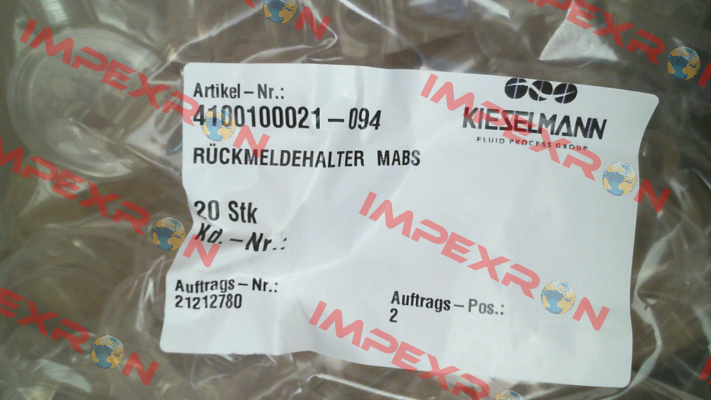 Artikel-Nr.:
4100100021-094
KIESELMANN
FLUID PROCESS GROUP
RÜCKMELDEHALTER MABS
20 Stk
Kd.-Nr.:
Auftrags-Nr.:
21212780
Auftrags-Pos.:
2
IMPEXRON
IMPEXRON
IMPEXRON
IMPEXRON
IMPEXRON
IMPEXRON
IMPEXRON